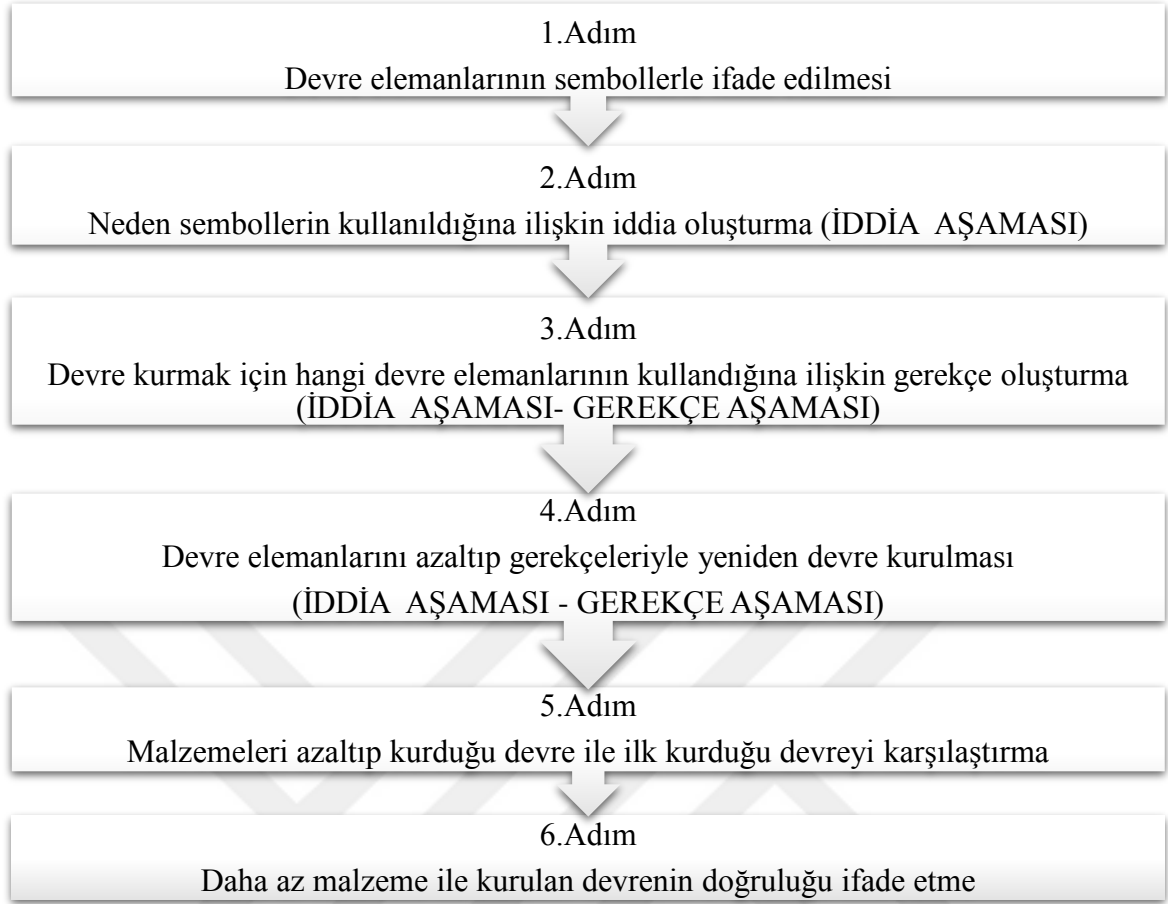 1.Adım
Devre elemanlarının sembollerle ifade edilmesi
2.Adım
Neden sembollerin kullanıldığına ilişkin iddia oluşturma (İDDİA AŞAMASI)
3.Adım
Devre kurmak için hangi devre elemanlarının kullandığına ilişkin gerekçe oluşturma
(İDDİA AŞAMASI- GEREKÇE AŞAMASI)
4.Adım
Devre elemanlarını azaltıp gerekçeleriyle yeniden devre kurulması
(İDDİA AŞAMASI - GEREKÇE AŞAMASI)
5.Adım
Malzemeleri azaltıp kurduğu devre ile ilk kurduğu devreyi karşılaştırma
6.Adım
Daha az malzeme ile kurulan devrenin doğruluğu ifade etme